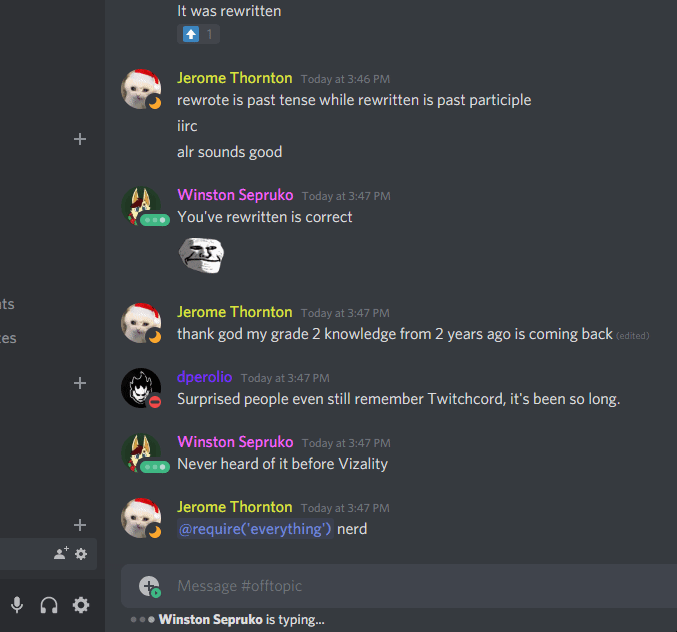 It was rewritten
1
Jerome Thornton Today at 3:46 PM
rewrote is past tense while rewritten is past participle
iirc
alr sounds good
Winston Sepruko Today at 3:47 PM
You've rewritten is correct
Jerome Thornton Today at 3:47 PM
thank god my grade 2 knowledge from 2 years ago is coming back (edited)
dperolio Today at 3:47 PM
Surprised people even still remember Twitchcord, it's been so long.
Winston Sepruko Today at 3:47 PM
Never heard of it before Vizality
Jerome Thornton Today at 3:47 PM
@require('everything') nerd
Message #offtopic
Winston Sepruko is typing...